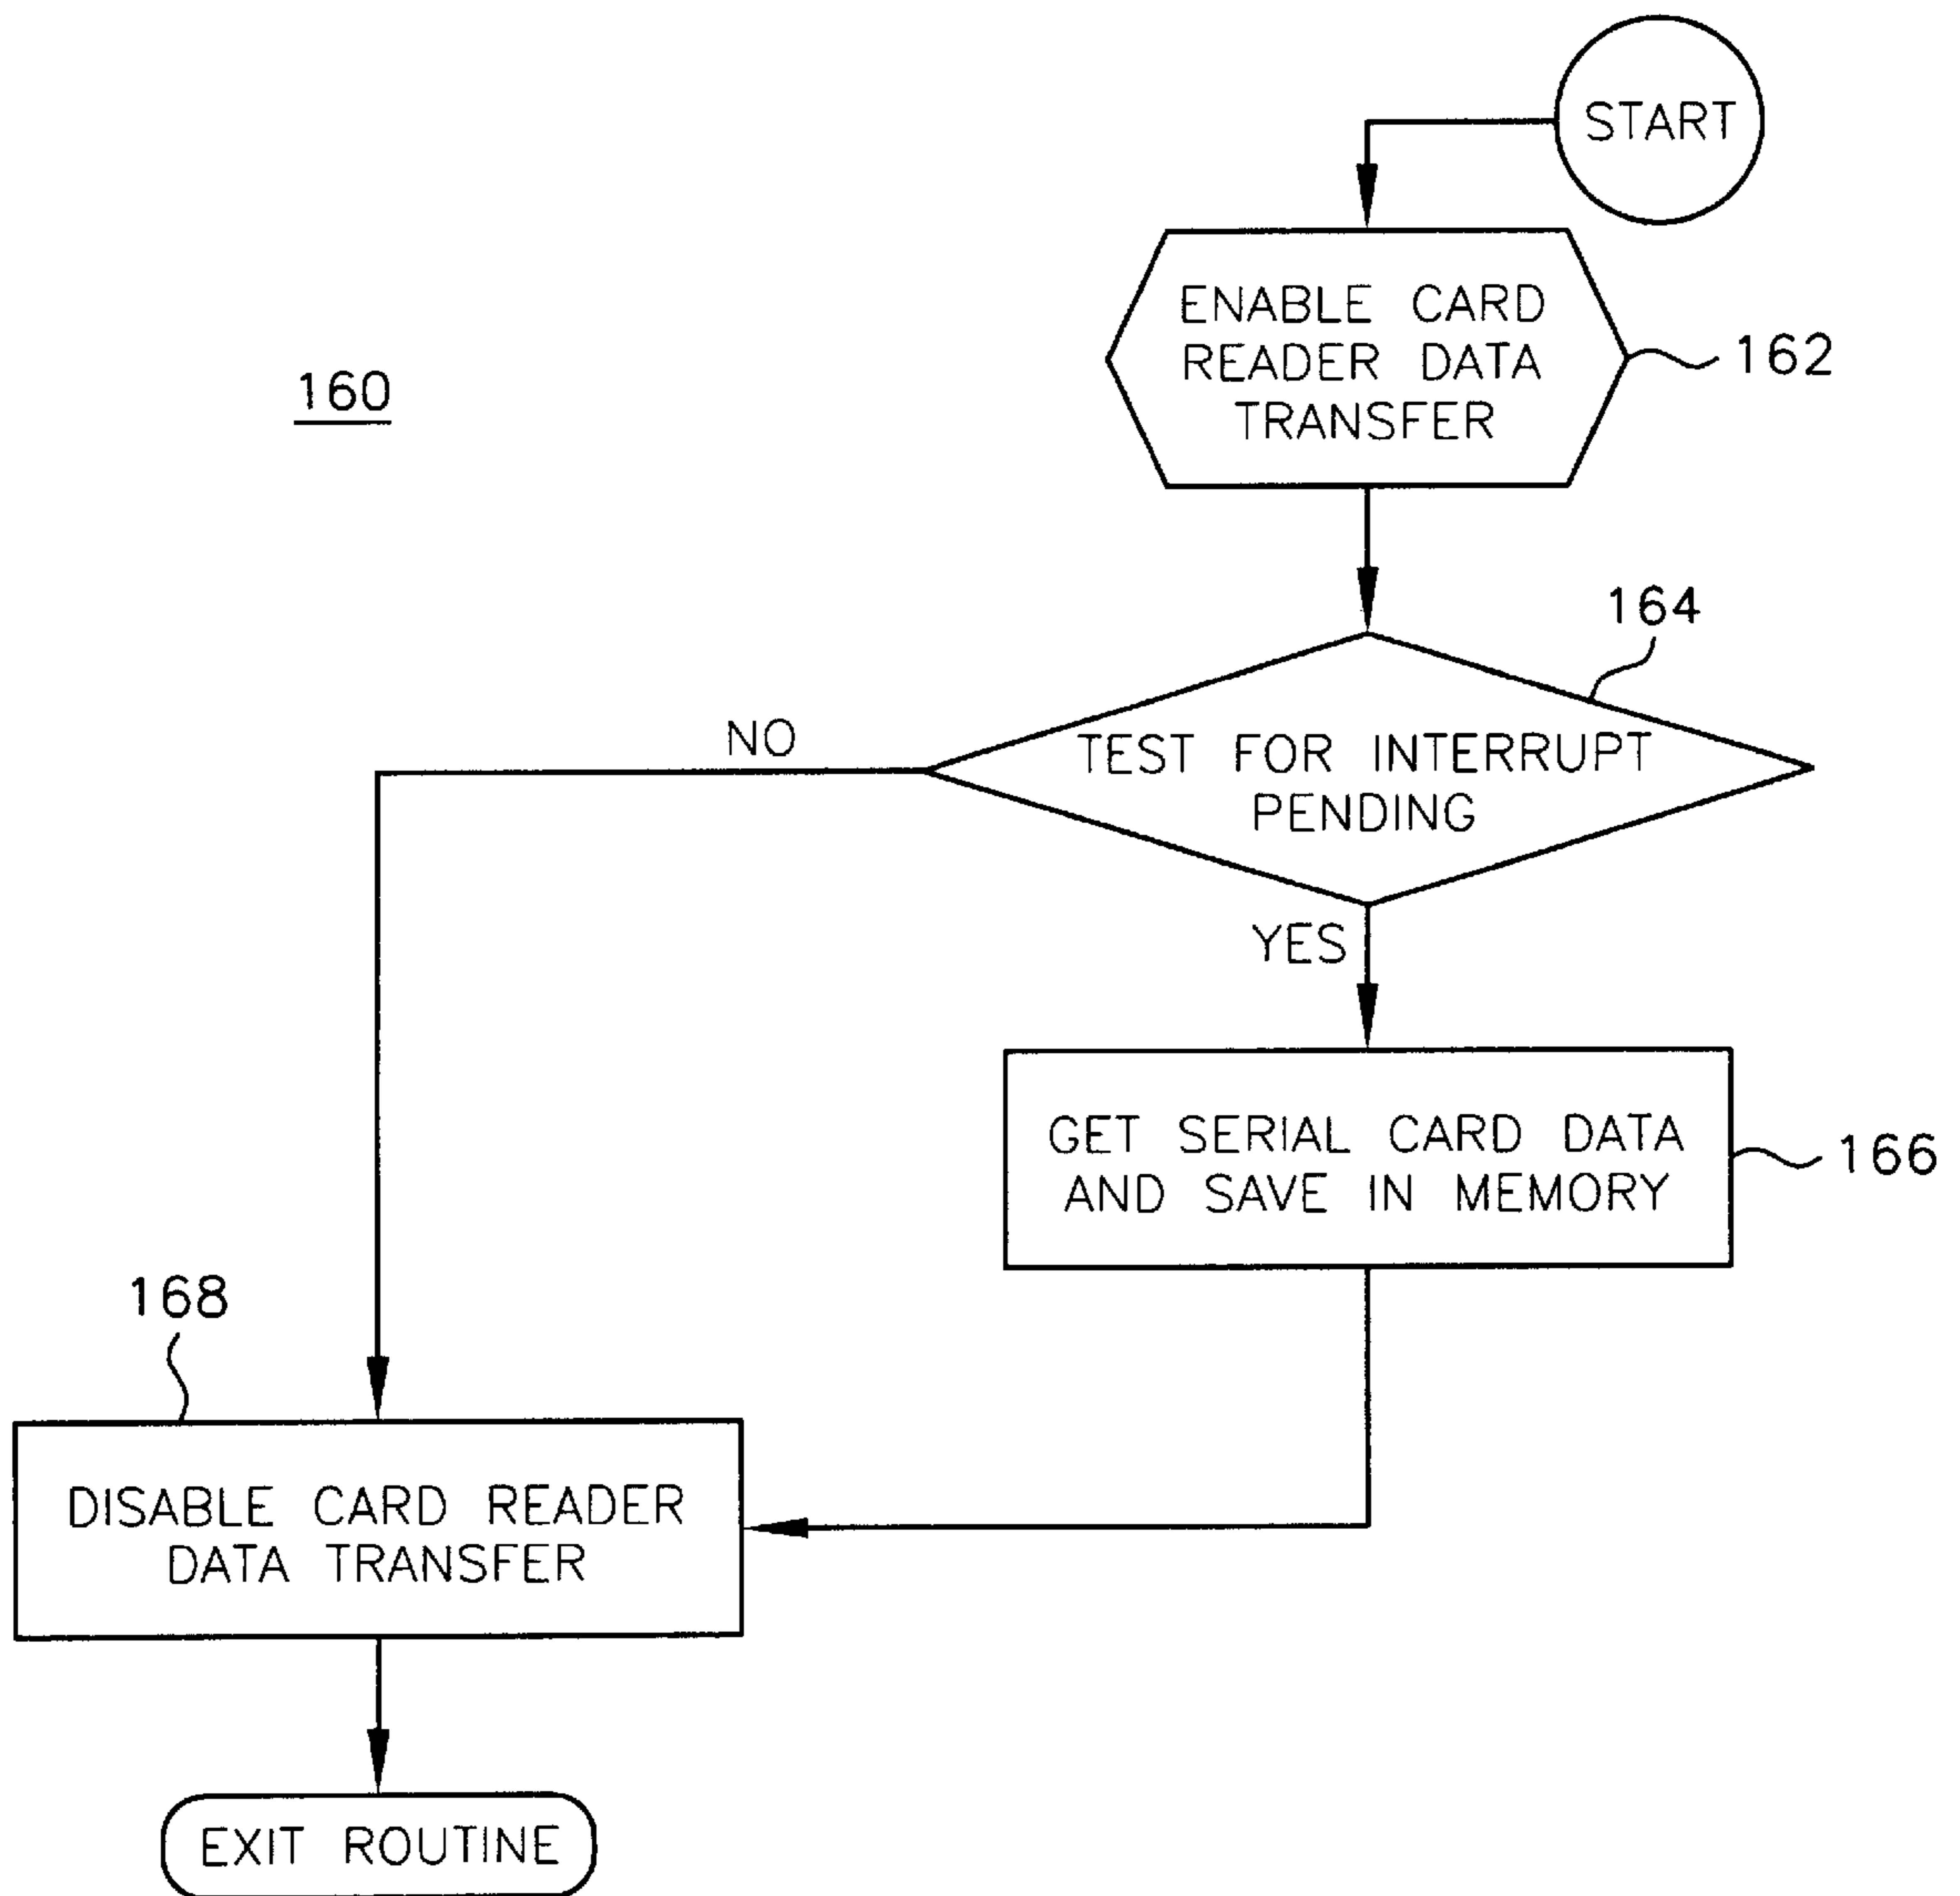 START
ENABLE CARD
READER DATA
TRANSFER
162
160
164
TEST FOR INTERRUPT
PENDING
NO
YES
GET SERIAL CARD DATA
AND SAVE IN MEMORY
166
168
DISABLE CARD READER
DATA TRANSFER
EXIT ROUTINE